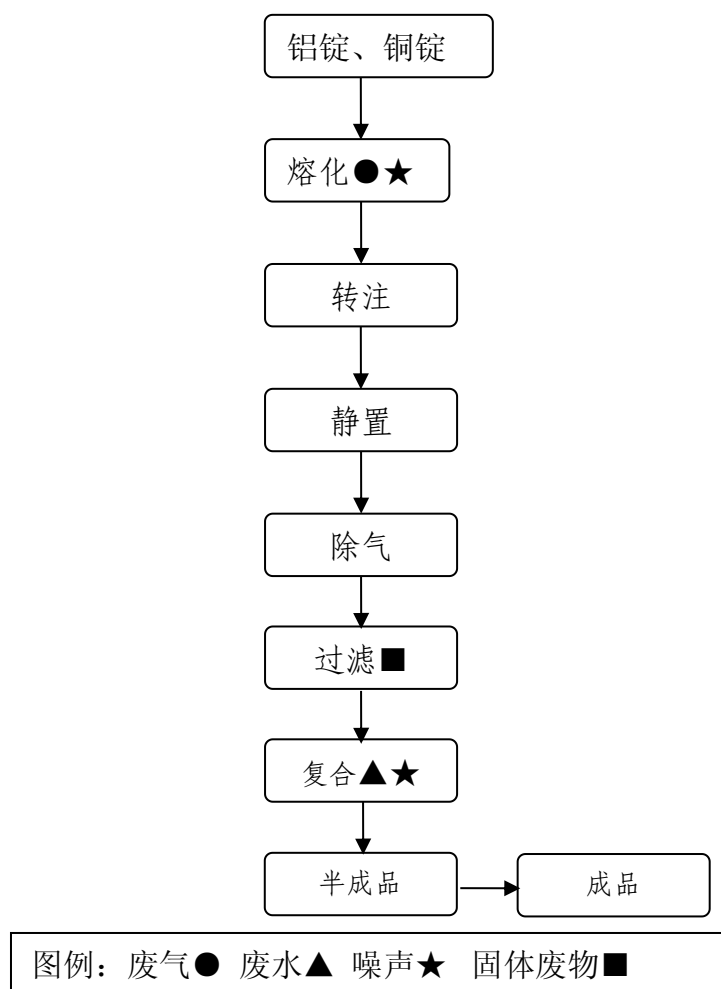 铝锭、铜锭
熔化●★
转注
静置
除气
过滤■
复合▲★
半成品
成品
图例：废气● 废水▲ 噪声★ 固体废物■